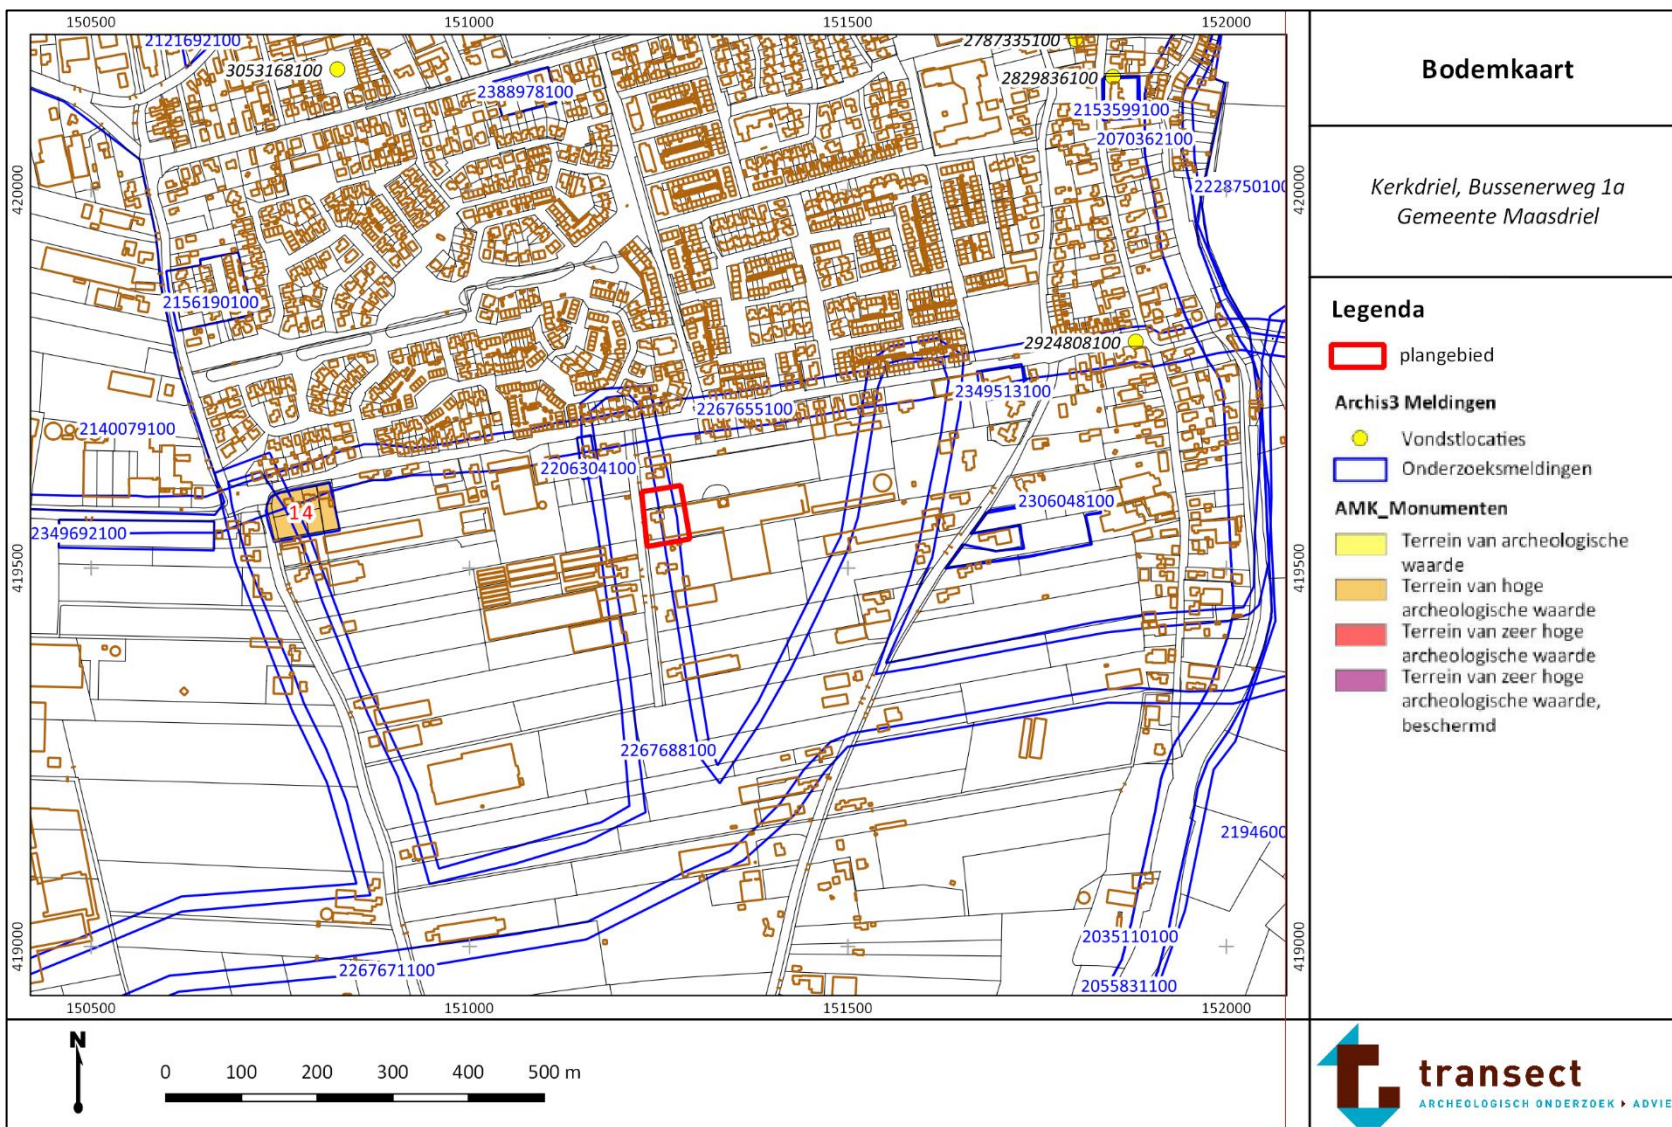 150500
151000
151500
152000
2121692100
3053168100
2388978100
2787335100
2829836100
2153599100
2070362100
2228750100
420000
420000
2156190100
2924808100
2349513100
2267655100
2140079100
2206304100
14
2306048100
2349692100
419500
419500
2267688100
2194600
2035110100
419000
419000
2267671100
2055831100
150500
151000
151500
152000
N
0 100 200 300 400 500 m
Bodemkaart
Kerkdriel, Bussenerweg 1a
Gemeente Maasdriel
Legenda
plangebied
Archis3 Meldingen
Vondstlocaties
Onderzoeksmeldingen
AMK_Monumenten
Terrein van archeologische
waarde
Terrein van hoge
archeologische waarde
Terrein van zeer hoge
archeologische waarde
Terrein van zeer hoge
archeologische waarde,
beschermd
transect
ARCHEOLOGISCH ONDERZOEK ▸ ADVIE